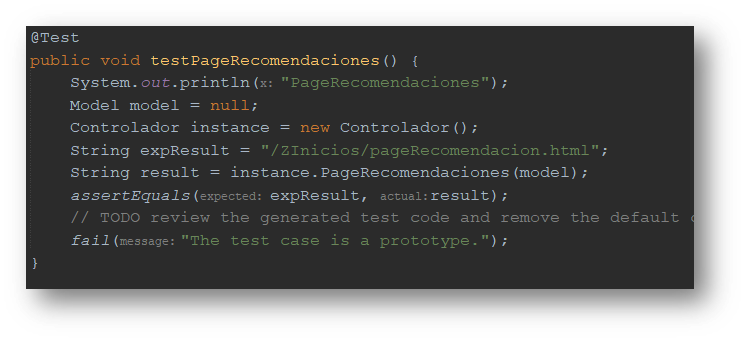 @Test
public void testPageRecomendaciones() {
System.out.println(x: "PageRecomendaciones");
Model model = null;
Controlador instance = new Controlador();
String expResult = "/ZInicios/pageRecomendacion.html";
String result = instance.PageRecomendaciones(model);
assertEquals(expected: expResult, actual:result);
// TODO review the generated test code and remove the default
fail(message: "The test case is a prototype.");
}